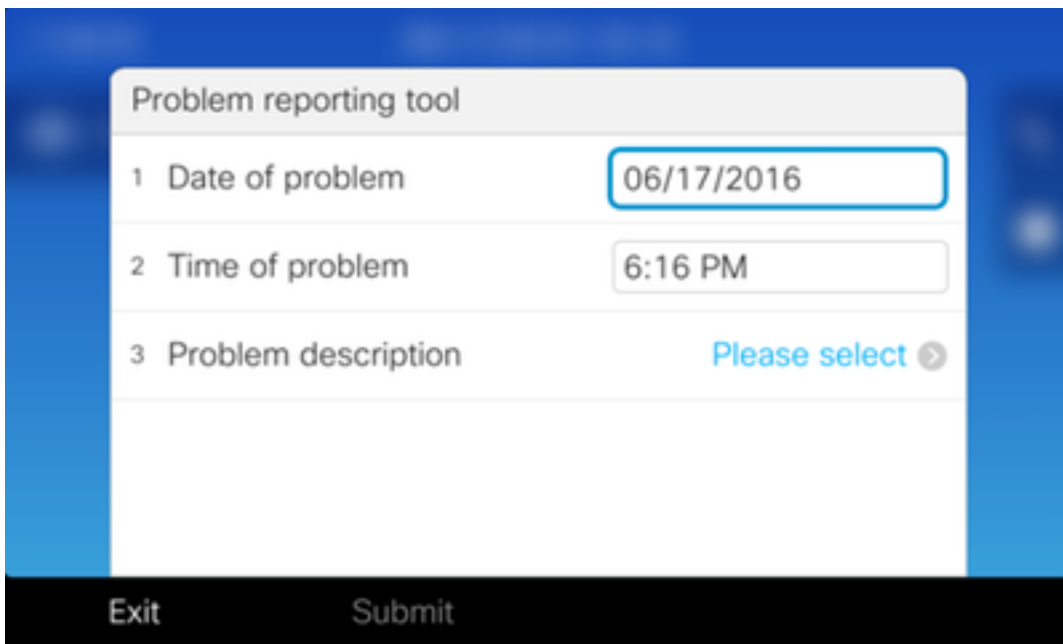 Problem reporting tool
1 Date of problem 06/17/2016
2 Time of problem 6:16 PM
3 Problem description Please select
Exit Submit